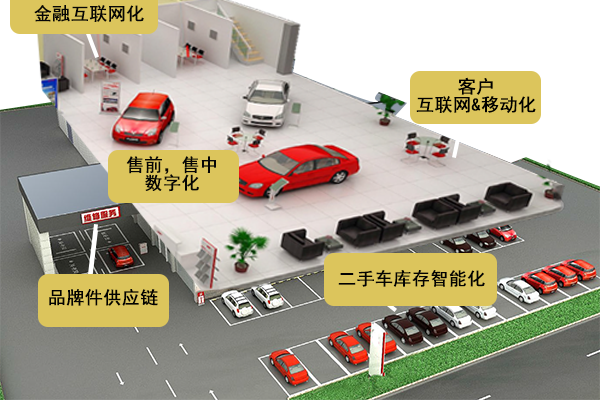 金融互联网化
客户
互联网&移动化
售前，售中
数字化
维修服务
二手车库存智能化
品牌件供应链